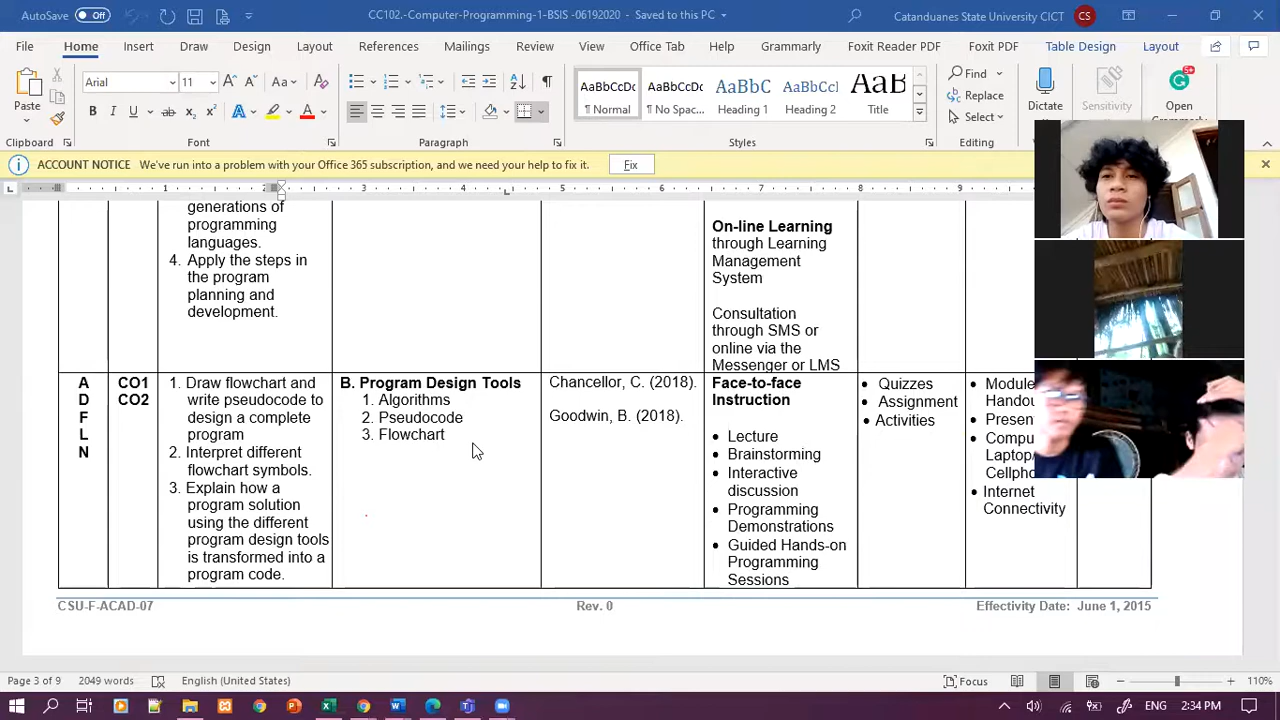 AutoSave Off
CC102.-Computer-Programming-1-BSIS -06192020 - Saved to this PC
Catanduanes State University CICT CS
File Home Insert Draw Design Layout References Mailings Review View Office Tab Help Grammarly Foxit Reader PDF Foxit PDF Table Design Layout
Paste
Arial 11
AaBbCcDc
Normal
AaBbCcDc
No Spac...
AaBbC
Heading 1
AaBbCcI
Heading 2
AaB
Title
Find
Replace
Select
Dictate
Sensitivity
Open
Clipboard Font Paragraph Styles Editing
ACCOUNT NOTICE We've run into a problem with your Office 365 subscription, and we need your help to fix it. Fix
generations of
programming
languages.
4. Apply the steps in
the program
planning and
development.
On-line Learning
through Learning
Management
System
Consultation
through SMS or
online via the
Messenger or LMS
A
D
F
L
N
CO1
CO2
1. Draw flowchart and
write pseudocode to
design a complete
program
2. Interpret different
flowchart symbols.
3. Explain how a
program solution
using the different
program design tools
is transformed into a
program code.
B. Program Design Tools
1. Algorithms
2. Pseudocode
3. Flowchart
Chancellor, C. (2018).
Goodwin, B. (2018).
Face-to-face
Instruction
• Lecture
• Brainstorming
• Interactive
discussion
• Programming
Demonstrations
• Guided Hands-on
Programming
Sessions
• Quizzes
• Assignment
• Activities
• Module
Handou
• Presen
• Compu
Laptop/
Cellph
• Internet
Connectivity
CSU-F-ACAD-07 Rev. 0 Effectivity Date: June 1, 2015
Page 3 of 9 2049 words English (United States) Focus 110%
2:34 PM